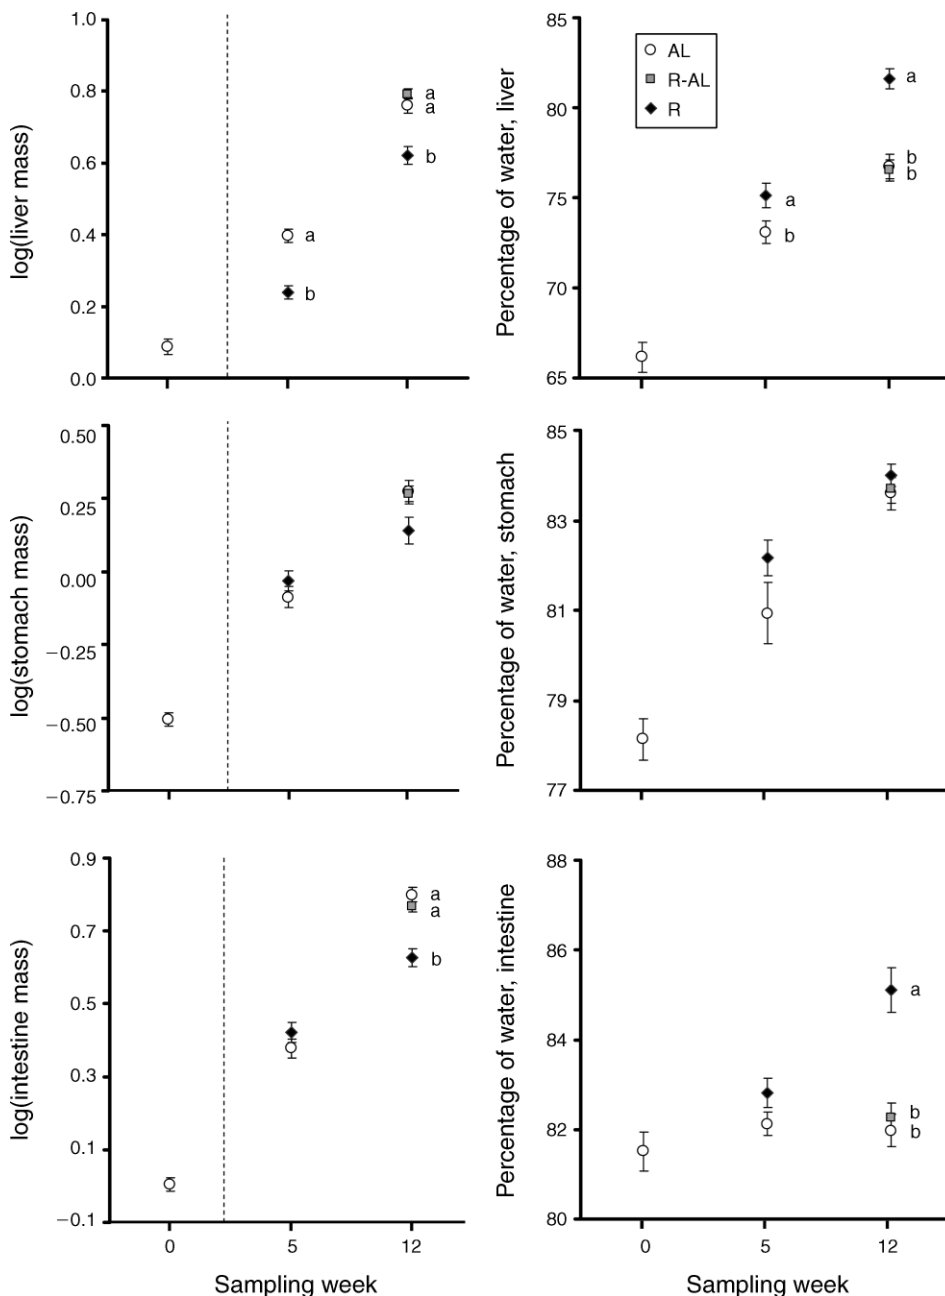 log(liver mass)
1.0
0.8
0.6
0.4
0.2
0.0
a
a
b
a
b
Percentage of water, liver
85
80
75
70
65
AL
R-AL
R
a
b
b
a
b
log(stomach mass)
0.50
0.25
0.00
−0.25
−0.50
−0.75
Percentage of water, stomach
85
83
81
79
77
log(intestine mass)
0.9
0.7
0.5
0.3
0.1
−0.1
a
a
b
0 5 12
Sampling week
Percentage of water, intestine
88
86
84
82
80
a
b
b
0 5 12
Sampling week